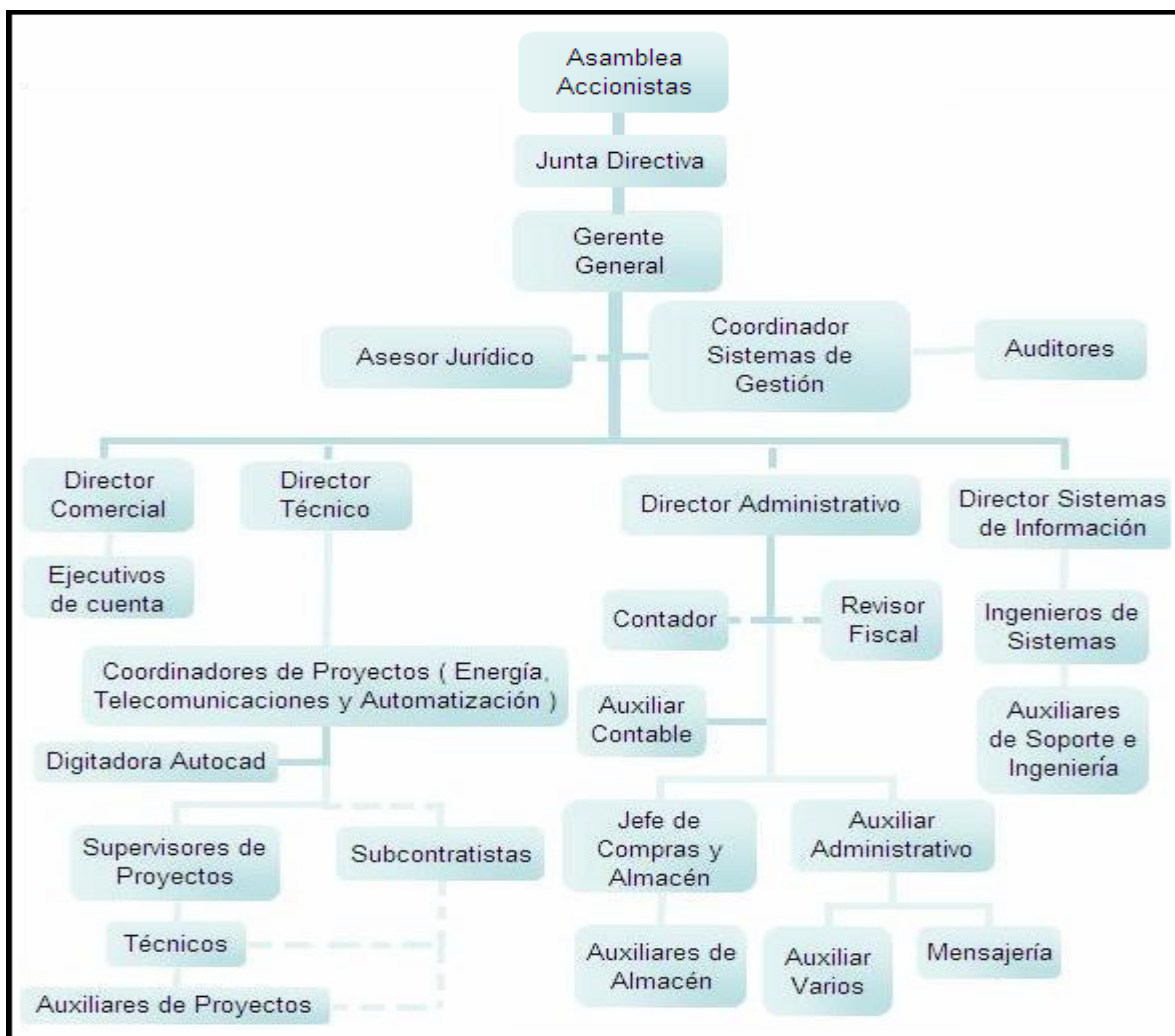 Asamblea
Accionistas
Junta Directiva
Gerente
General
Asesor Jurídico
Coordinador
Sistemas de
Gestión
Auditores
Director
Comercial
Director
Técnico
Director Administrativo
Director Sistemas
de Información
Ejecutivos
de cuenta
Contador
Revisor
Fiscal
Ingenieros de
Sistemas
Coordinadores de Proyectos ( Energía,
Telecomunicaciones y Automatización )
Auxiliar
Contable
Auxiliares
de Soporte e
Ingeniería
Digitadora Autocad
Supervisores de
Proyectos
Subcontratistas
Jefe de
Compras y
Almacén
Auxiliar
Administrativo
Técnicos
Auxiliares de
Almacén
Auxiliar
Varios
Mensajería
Auxiliares de Proyectos